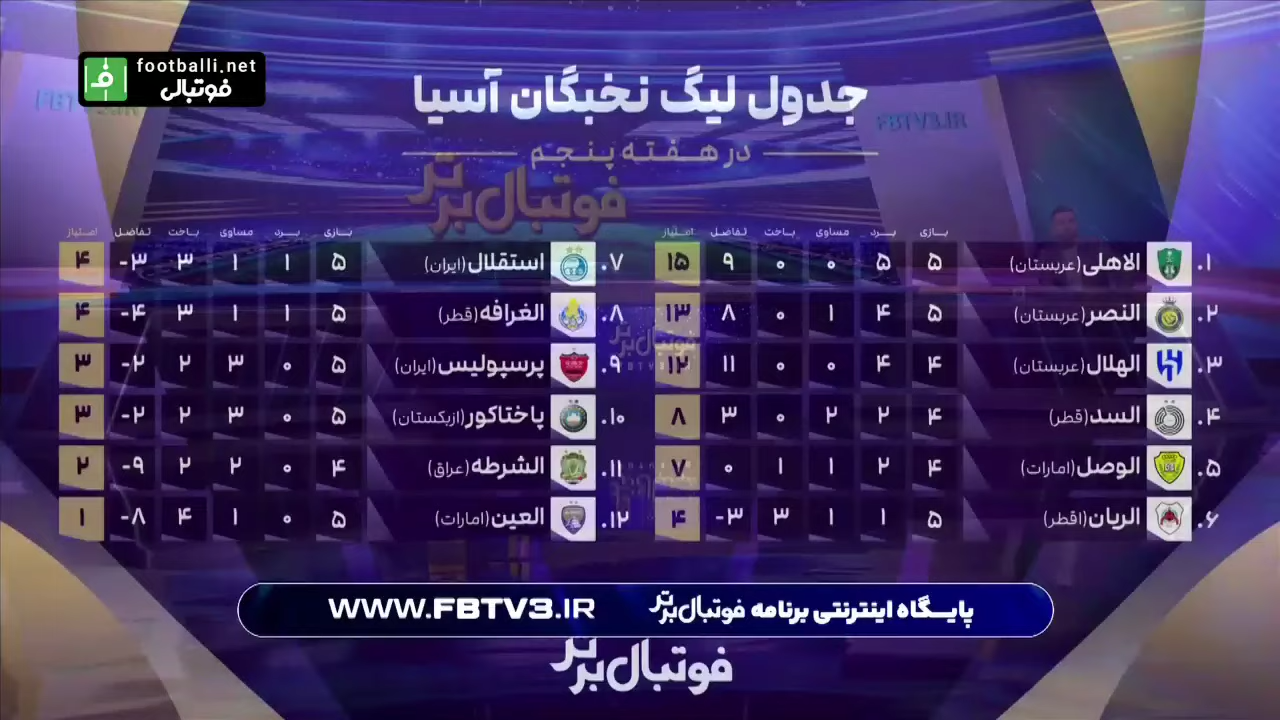 footballi.net
فوتبالی
جدول لیگ نخبگان آسیا
در هفته پنجم
FBTV3.IR
فوتبال برتر
بازی برد مساوی باخت تفاضل امتیاز
۱. الاهلی (عربستان) ۵ ۵ ۰ ۰ ۹ ۱۵
۲. النصر (عربستان) ۵ ۴ ۱ ۰ ۸ ۱۳
۳. الهلال (عربستان) ۴ ۴ ۰ ۰ ۱۱ ۱۲
۴. السد (قطر) ۴ ۲ ۲ ۰ ۳ ۸
۵. الوصل (امارات) ۴ ۲ ۱ ۱ ۰ ۷
۶. الریان (اقطر) ۵ ۱ ۱ ۳ ۳- ۴
بازی برد مساوی باخت تفاضل امتیاز
۷. استقلال (ایران) ۵ ۱ ۱ ۳ ۳- ۴
۸. الغرافه (قطر) ۵ ۱ ۱ ۳ ۴- ۴
۹. پرسپولیس (ایران) ۵ ۰ ۳ ۲ ۲- ۳
۱۰. پاختاکور (ازبکستان) ۵ ۰ ۳ ۲ ۲- ۳
۱۱. الشرطه (عراق) ۴ ۰ ۲ ۲ ۹- ۲
۱۲. العین (امارات) ۵ ۰ ۱ ۴ ۸- ۱
پایگاه اینترنتی برنامه فوتبال برتر WWW.FBTV3.IR
فوتبال برتر